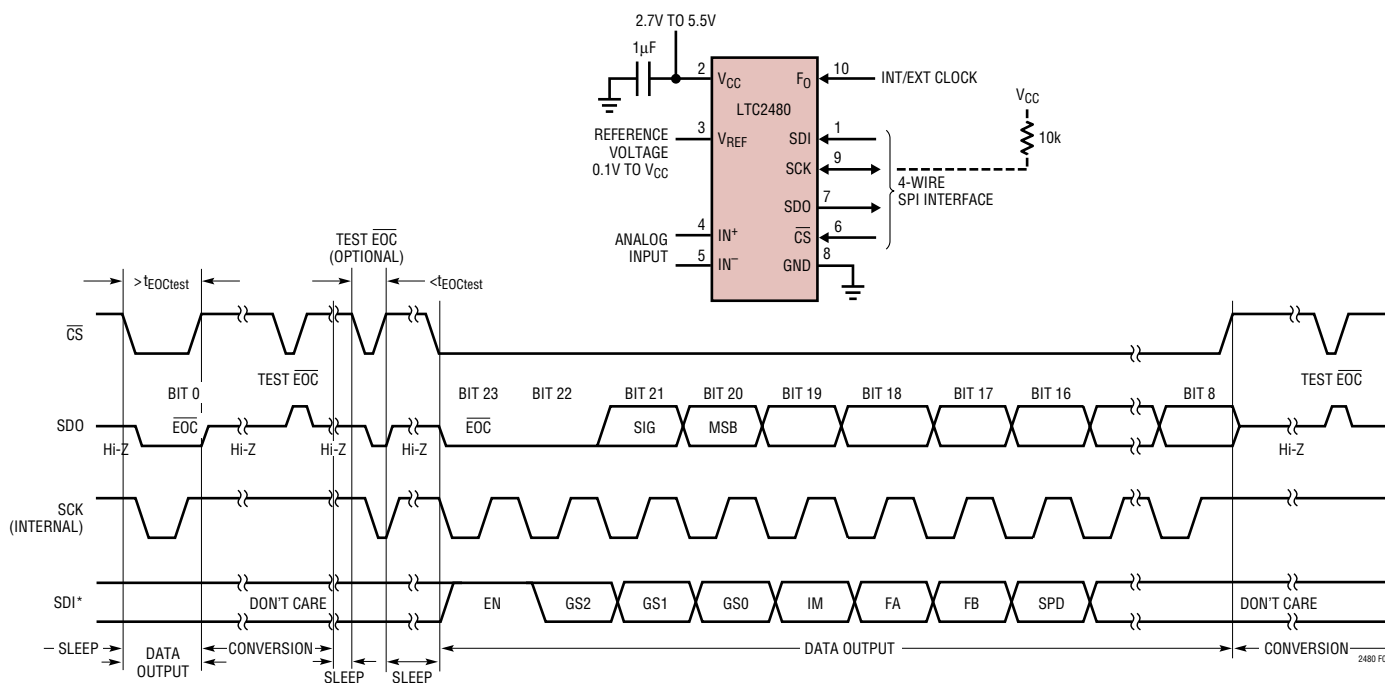 2.7V TO 5.5V
1µF
2 VCC
FO 10 INT/EXT CLOCK
LTC2480
VCC
10k
3 VREF
REFERENCE
VOLTAGE
0.1V TO VCC
SDI 1
SCK 9
4-WIRE
SPI INTERFACE
SDO 7
4 IN+
ANALOG
INPUT
5 IN−
CS 6
GND 8
TEST EOC
(OPTIONAL)
>tEOCtest
<tEOCtest
CS
TEST EOC
TEST EOC
BIT 0
BIT 23 BIT 22 BIT 21 BIT 20 BIT 19 BIT 18 BIT 17 BIT 16 BIT 8
SDO
EOC
EOC
SIG
MSB
Hi-Z Hi-Z Hi-Z Hi-Z Hi-Z
SCK
(INTERNAL)
SDI*
DON'T CARE
EN GS2 GS1 GS0 IM FA FB SPD
DON'T CARE
SLEEP
DATA
OUTPUT
CONVERSION
SLEEP
SLEEP
DATA OUTPUT
CONVERSION
2480 F0